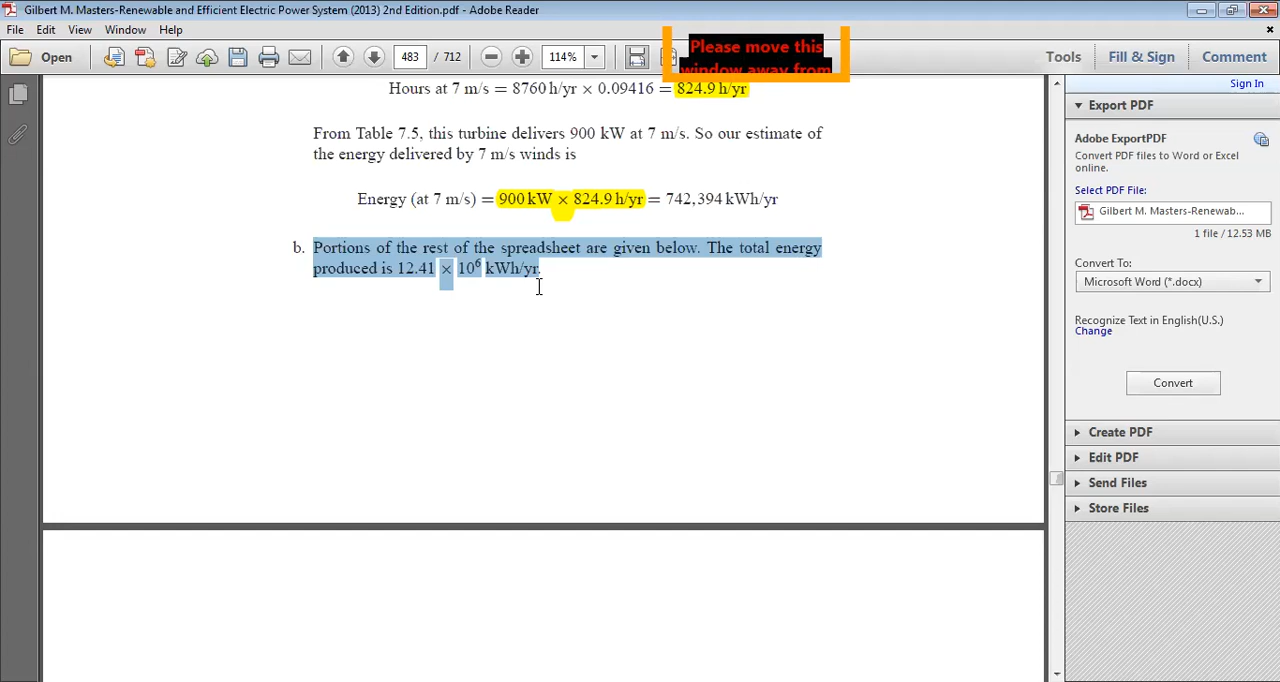 Gilbert M. Masters-Renewable and Efficient Electric Power System (2013) 2nd Edition.pdf - Adobe Reader
File Edit View Window Help
Open 483 / 712 114% Tools Fill & Sign Comment
Please move this
window away from
Sign In
Hours at 7 m/s = 8760 h/yr × 0.09416 = 824.9 h/yr
From Table 7.5, this turbine delivers 900 kW at 7 m/s. So our estimate of
the energy delivered by 7 m/s winds is
Energy (at 7 m/s) = 900 kW × 824.9 h/yr = 742,394 kWh/yr
b. Portions of the rest of the spreadsheet are given below. The total energy
produced is 12.41 × 10⁶ kWh/yr.
Export PDF
Adobe ExportPDF
Convert PDF files to Word or Excel
online.
Select PDF File:
Gilbert M. Masters-Renewab...
1 file / 12.53 MB
Convert To:
Microsoft Word (*.docx)
Recognize Text in English(U.S.)
Change
Convert
Create PDF
Edit PDF
Send Files
Store Files